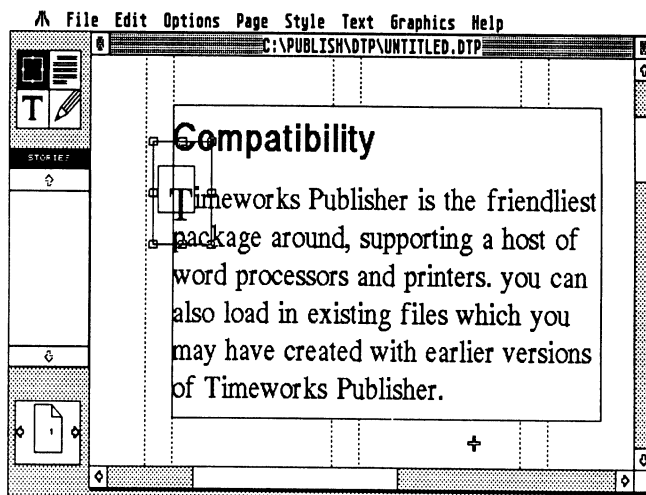 File Edit Options Page Style Text Graphics Help
C:\PUBLISH\DTP\UNTITLED.DTP
T
STORIES
Compatibility
Timeworks Publisher is the friendliest
package around, supporting a host of
word processors and printers. you can
also load in existing files which you
may have created with earlier versions
of Timeworks Publisher.
1